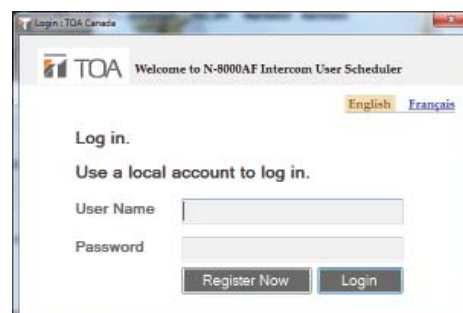 Login : TOA Canada
TOA Welcome to N-8000AF Intercom User Scheduler
English Français
Log in.
Use a local account to log in.
User Name
Password
Register Now Login